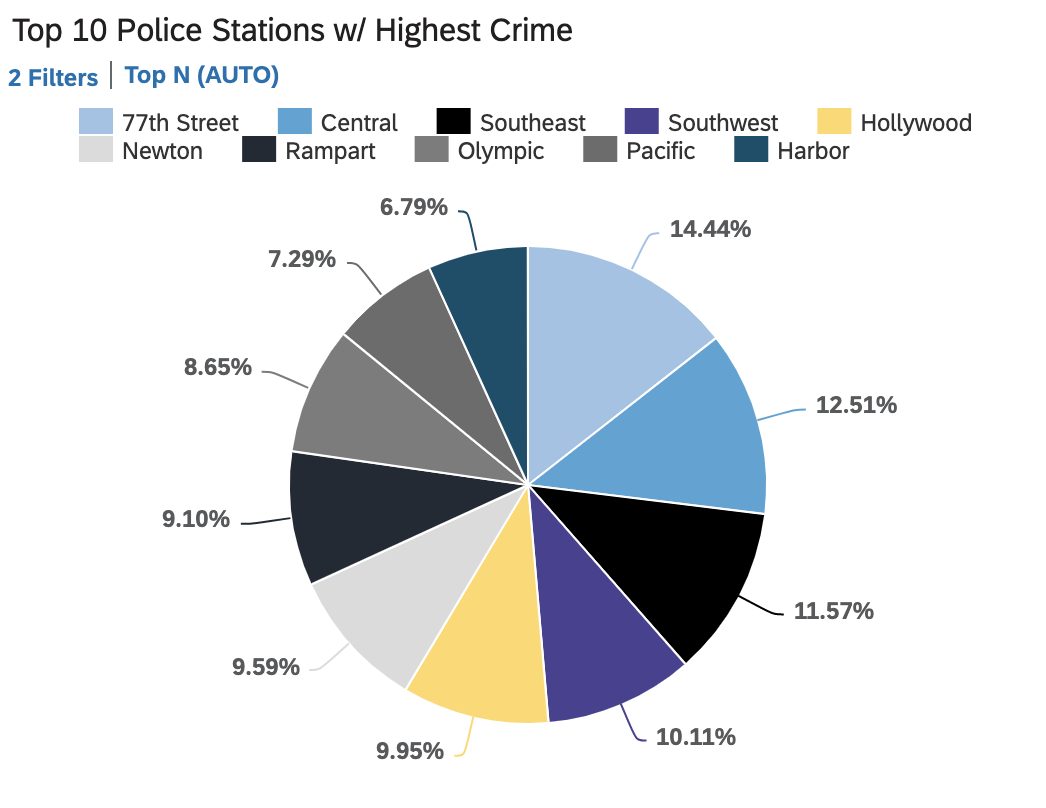 Top 10 Police Stations w/ Highest Crime
2 Filters | Top N (AUTO)
77th Street Central Southeast Southwest Hollywood
Newton Rampart Olympic Pacific Harbor
6.79%
14.44%
7.29%
8.65%
12.51%
9.10%
11.57%
9.59%
10.11%
9.95%